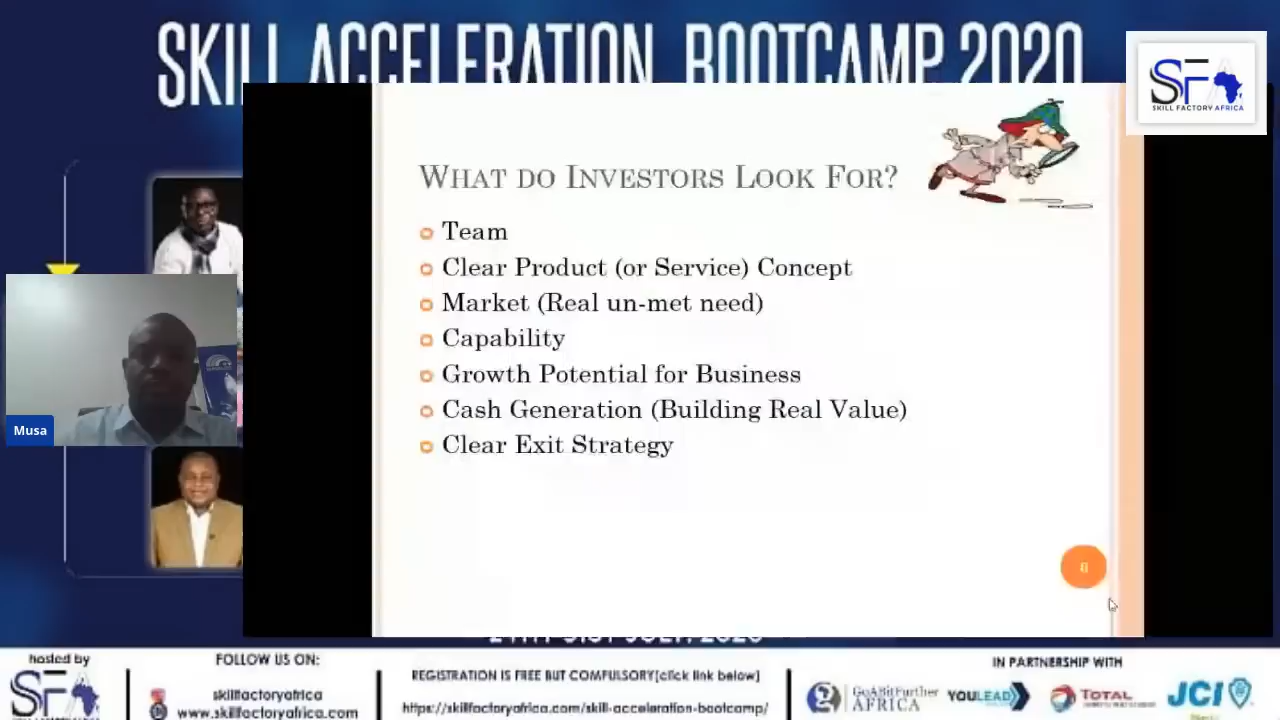 SKILL ACCELERATION BOOTCAMP 2020
SF
SKILL FACTORY AFRICA
WHAT DO INVESTORS LOOK FOR?
Team
Clear Product (or Service) Concept
Market (Real un-met need)
Capability
Growth Potential for Business
Cash Generation (Building Real Value)
Clear Exit Strategy
Musa
hosted by
SF
FOLLOW US ON:
skillfactoryafrica
www.skillfactoryafrica.com
REGISTRATION IS FREE BUT COMPULSORY[click link below]
https://skillfactoryafrica.com/skill-acceleration-bootcamp/
IN PARTNERSHIP WITH
GoABitFurther
AFRICA
YOULEAD
TOTAL
JCI